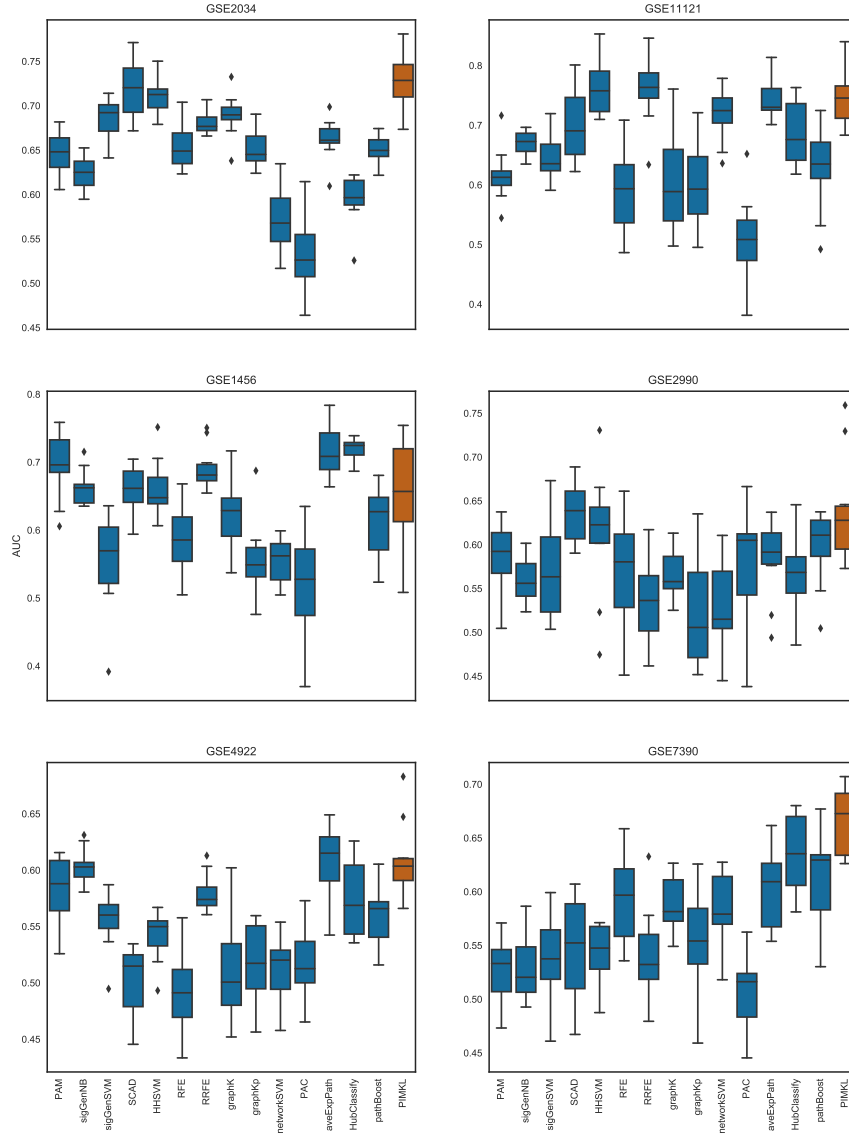 GSE2034
0.75
0.70
0.65
0.60
0.55
0.50
0.45
GSE11121
0.8
0.7
0.6
0.5
0.4
GSE1456
0.8
0.7
0.6
0.5
0.4
AUC
GSE2990
0.75
0.70
0.65
0.60
0.55
0.50
0.45
GSE4922
0.65
0.60
0.55
0.50
0.45
PAM
sigGenNB
sigGenSVM
SCAD
HHSVM
RFE
RRFE
graphK
graphKp
networkSVM
PAC
aveExpPath
HubClassify
pathBoost
PIMKL
GSE7390
0.70
0.65
0.60
0.55
0.50
0.45
PAM
sigGenNB
sigGenSVM
SCAD
HHSVM
RFE
RRFE
graphK
graphKp
networkSVM
PAC
aveExpPath
HubClassify
pathBoost
PIMKL